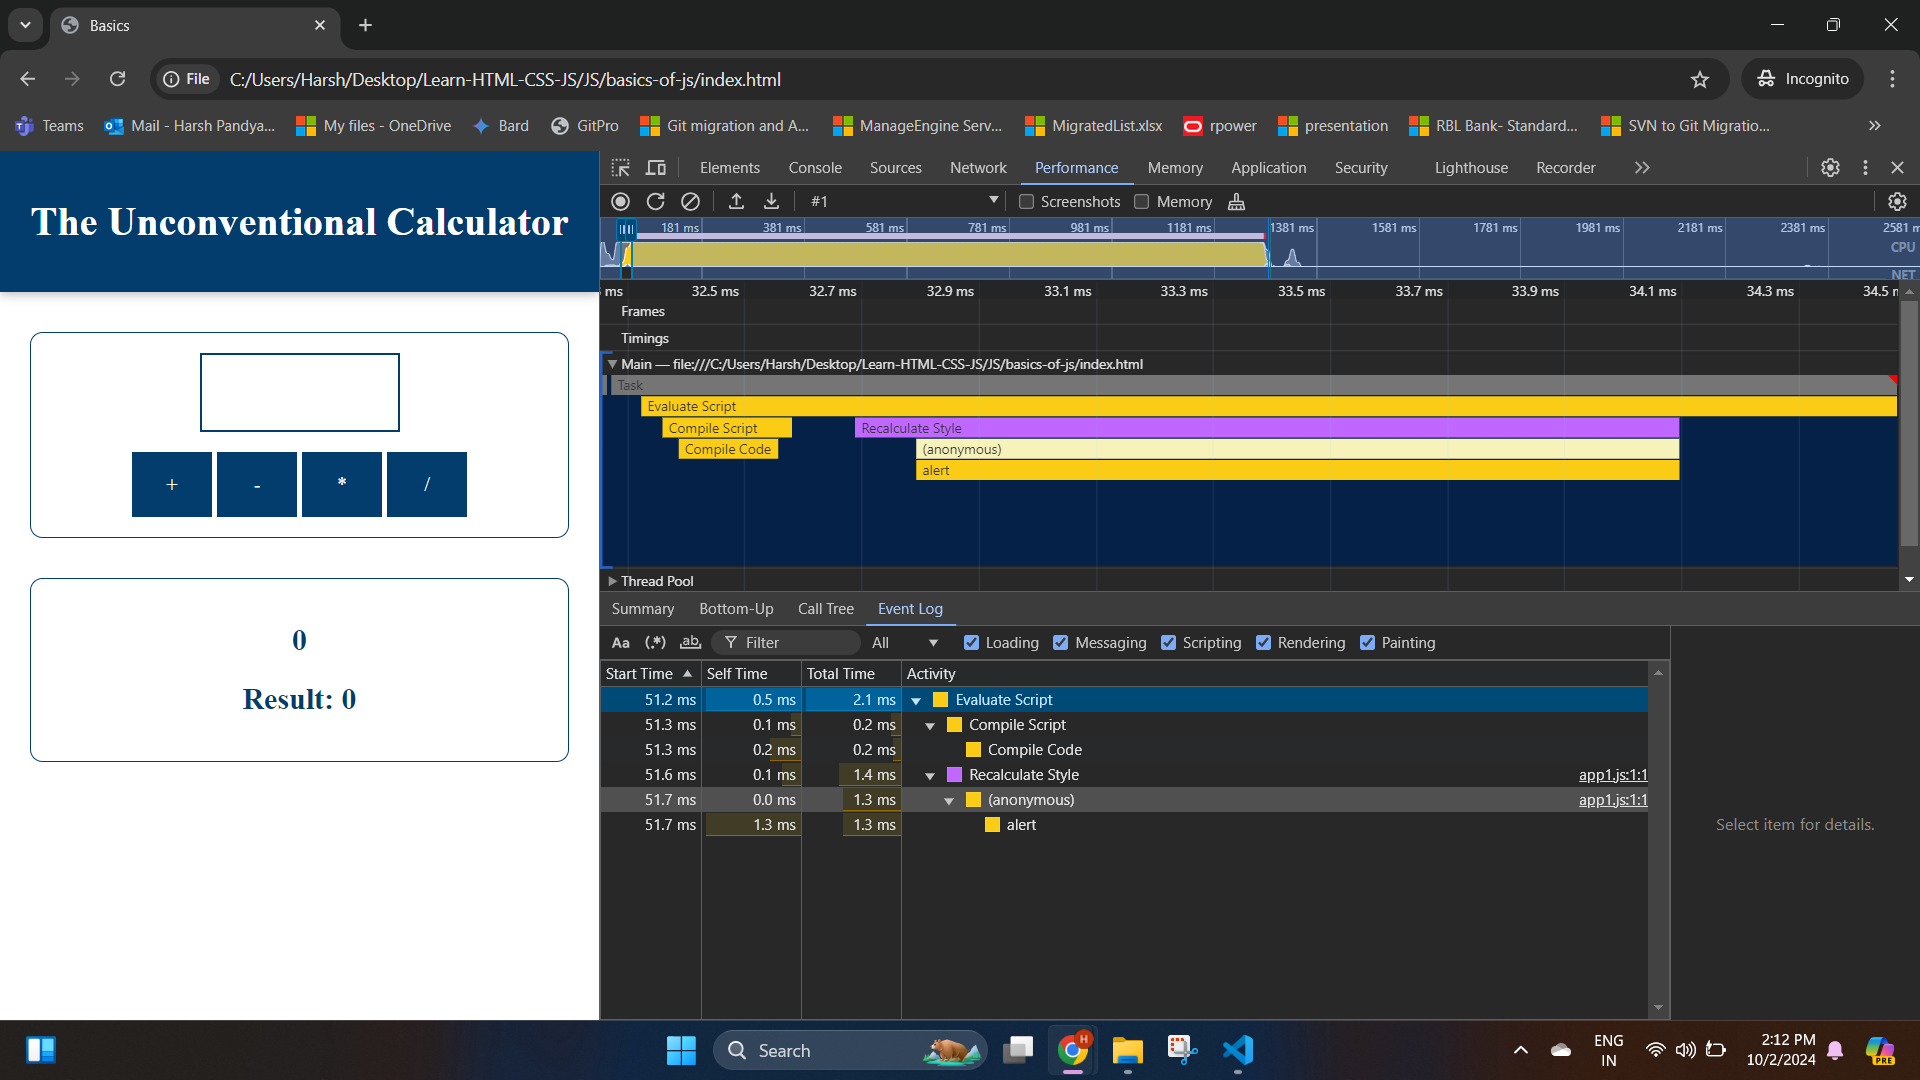 Basics
File
C:/Users/Harsh/Desktop/Learn-HTML-CSS-JS/JS/basics-of-js/index.html
Incognito
Teams
Mail - Harsh Pandya...
My files - OneDrive
Bard
GitPro
Git migration and A...
ManageEngine Serv...
MigratedList.xlsx
rpower
presentation
RBL Bank- Standard...
SVN to Git Migratio...
The Unconventional Calculator
+ - * /
0
Result: 0
Elements Console Sources Network Performance Memory Application Security Lighthouse Recorder
#1 Screenshots Memory
181 ms 381 ms 581 ms 781 ms 981 ms 1181 ms 1381 ms 1581 ms 1781 ms 1981 ms 2181 ms 2381 ms 2581 m
CPU
NET
ms 32.5 ms 32.7 ms 32.9 ms 33.1 ms 33.3 ms 33.5 ms 33.7 ms 33.9 ms 34.1 ms 34.3 ms 34.5 m
Frames
Timings
Main — file:///C:/Users/Harsh/Desktop/Learn-HTML-CSS-JS/JS/basics-of-js/index.html
Task
Evaluate Script
Compile Script Recalculate Style
Compile Code (anonymous)
alert
Thread Pool
Summary Bottom-Up Call Tree Event Log
Aa (.*) ab Filter All Loading Messaging Scripting Rendering Painting
Start Time Self Time Total Time Activity
51.2 ms 0.5 ms 2.1 ms Evaluate Script
51.3 ms 0.1 ms 0.2 ms Compile Script
51.3 ms 0.2 ms 0.2 ms Compile Code
51.6 ms 0.1 ms 1.4 ms Recalculate Style app1.js:1:1
51.7 ms 0.0 ms 1.3 ms (anonymous) app1.js:1:1
51.7 ms 1.3 ms 1.3 ms alert
Select item for details.
Search
H
ENG
IN
2:12 PM
10/2/2024
PRE